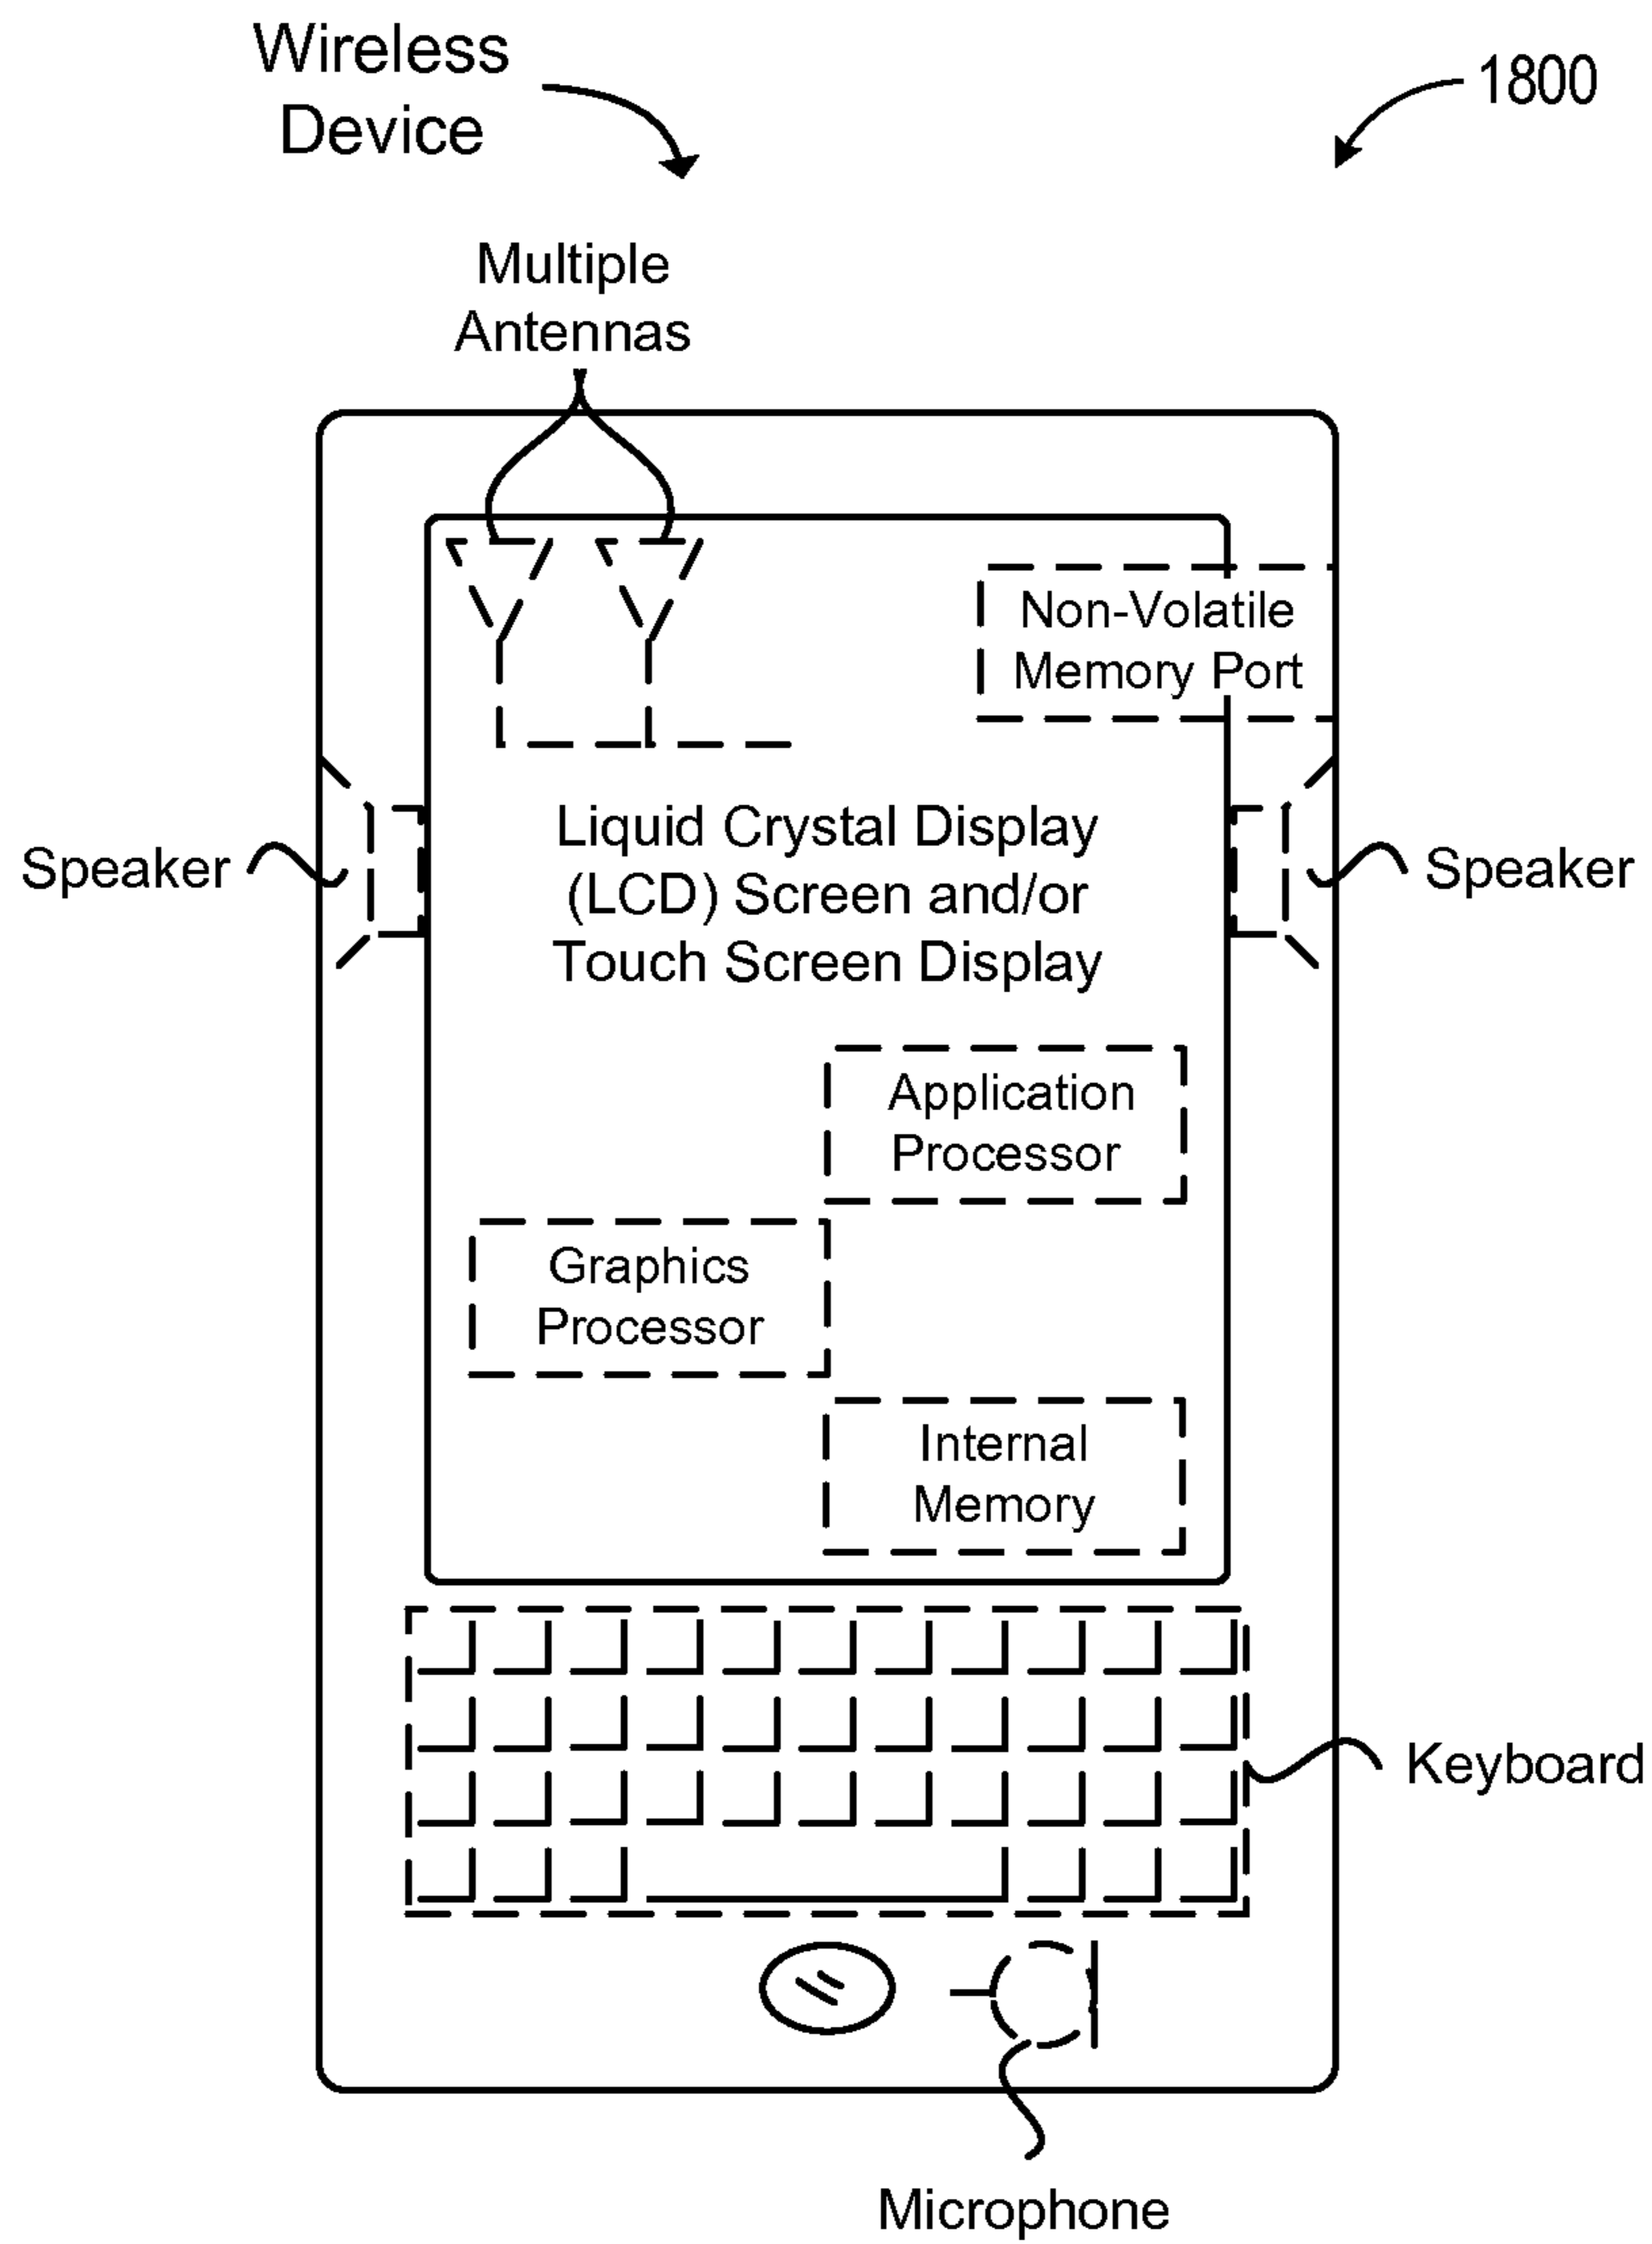 Wireless
Device
1800
Multiple
Antennas
Non-Volatile
Memory Port
Speaker
Liquid Crystal Display
(LCD) Screen and/or
Touch Screen Display
Speaker
Application
Processor
Graphics
Processor
Internal
Memory
Keyboard
Microphone